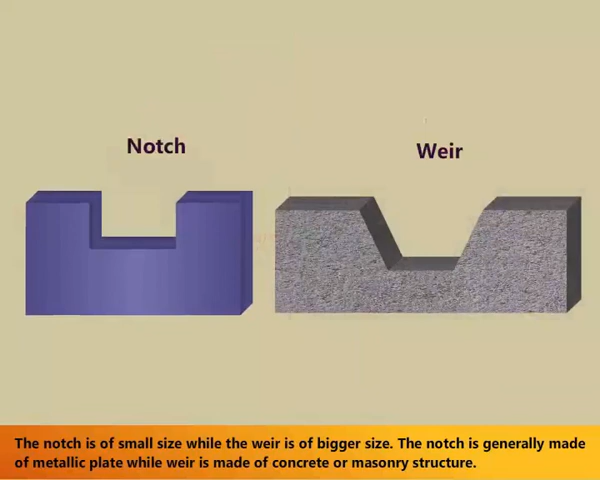 Notch
Weir
The notch is of small size while the weir is of bigger size. The notch is generally made
of metallic plate while weir is made of concrete or masonry structure.